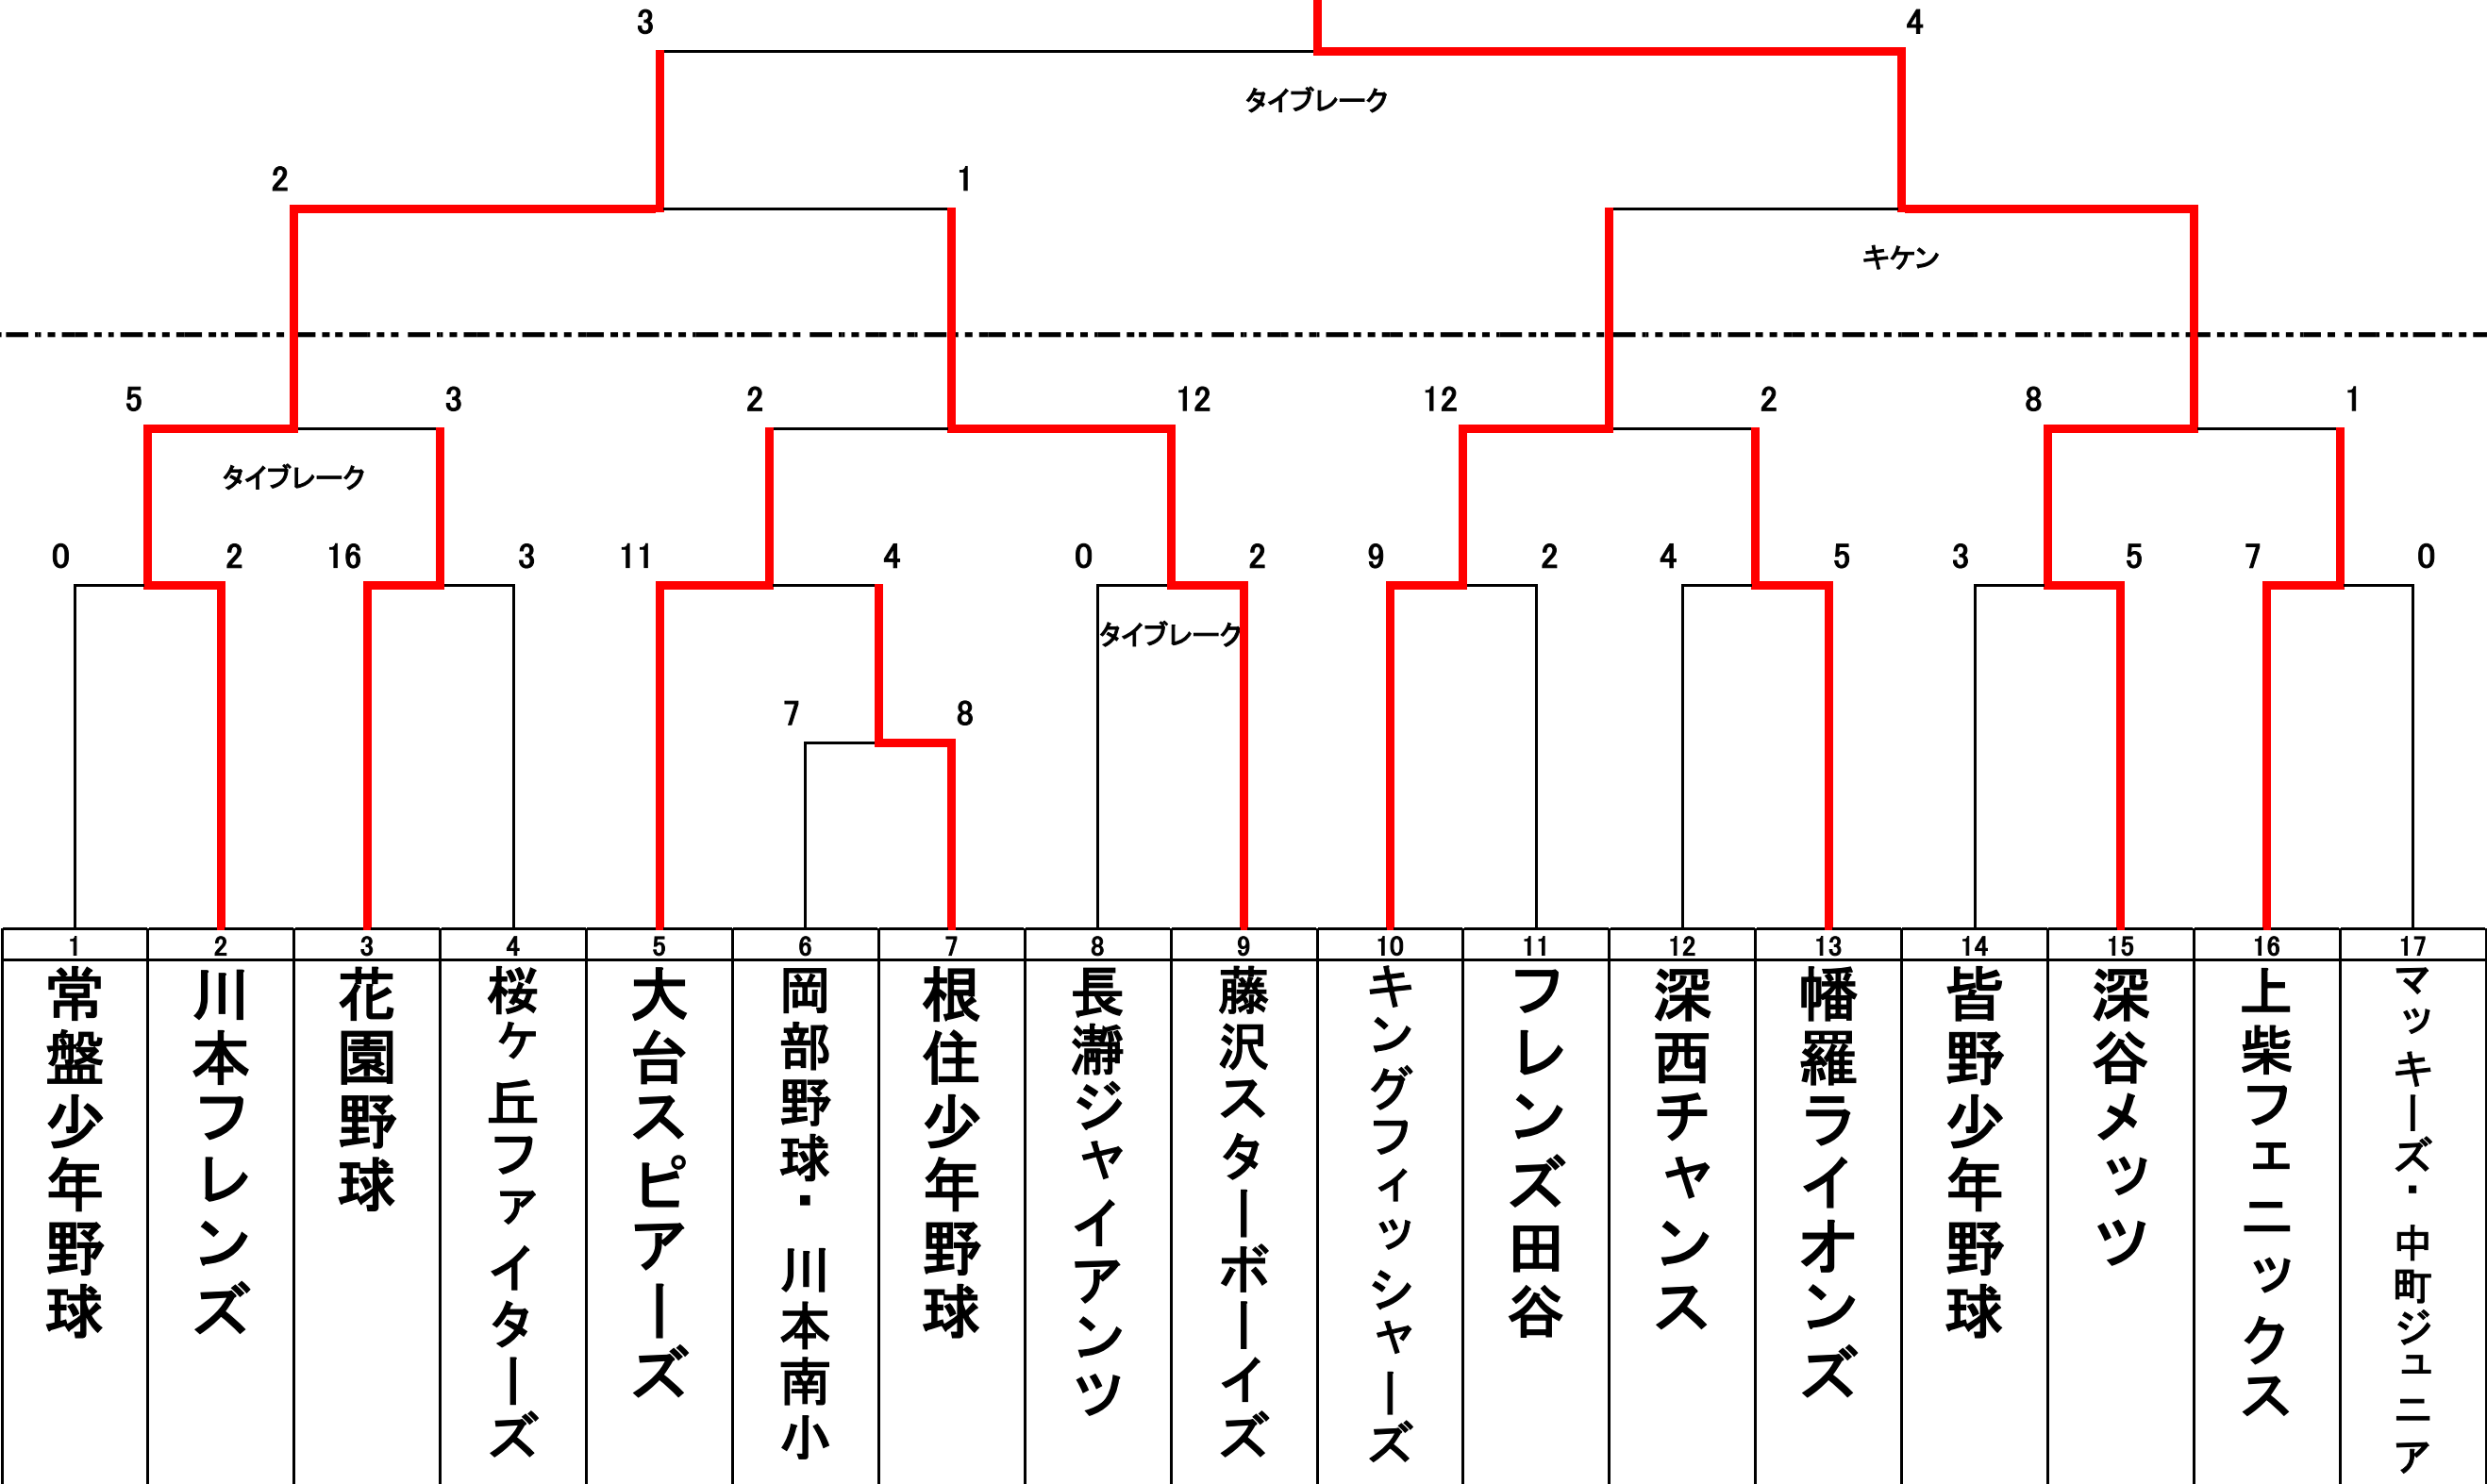 3 4
タイブレーク
2 1
キケン
5 3 2 12 12 2 8 1
タイブレーク
0 2 16 3 11 4 0 2 9 2 4 5 3 5 7 0
タイブレーク
7 8
1 2 3 4 5 6 7 8 9 10 11 12 13 14 15 16 17
常盤少年野球
川本フレンズ
花園野球
桜ヶ丘ファイターズ
大台スピアーズ
岡部野球・川本南小
根住少年野球
長瀞ジャイアンツ
藤沢スターボーイズ
キングフィッシャーズ
フレンズ田谷
深西チャンス
幡羅ライオンズ
皆野少年野球
深谷メッツ
上柴フェニックス
マッキーズ・中町ジュニア